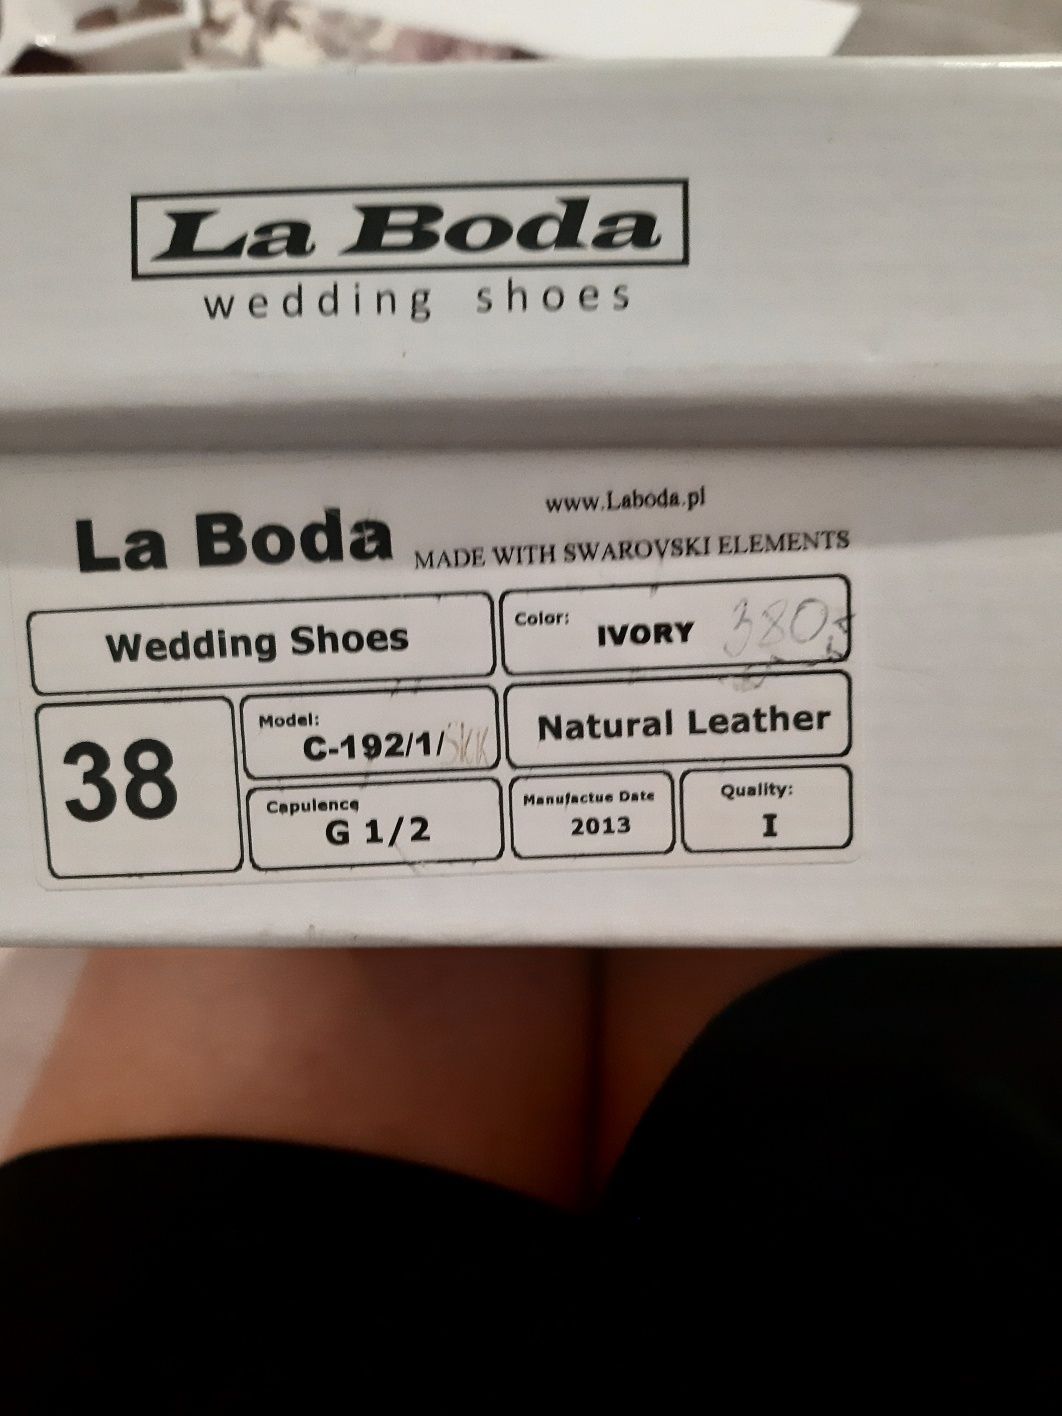 La Boda
wedding shoes
www.Laboda.pl
La Boda MADE WITH SWAROVSKI ELEMENTS
Wedding Shoes
Color: IVORY 380,-
38
Model:
C-192/1/SKK
Natural Leather
Capulence
G 1/2
Manufactue Date
2013
Quality:
I